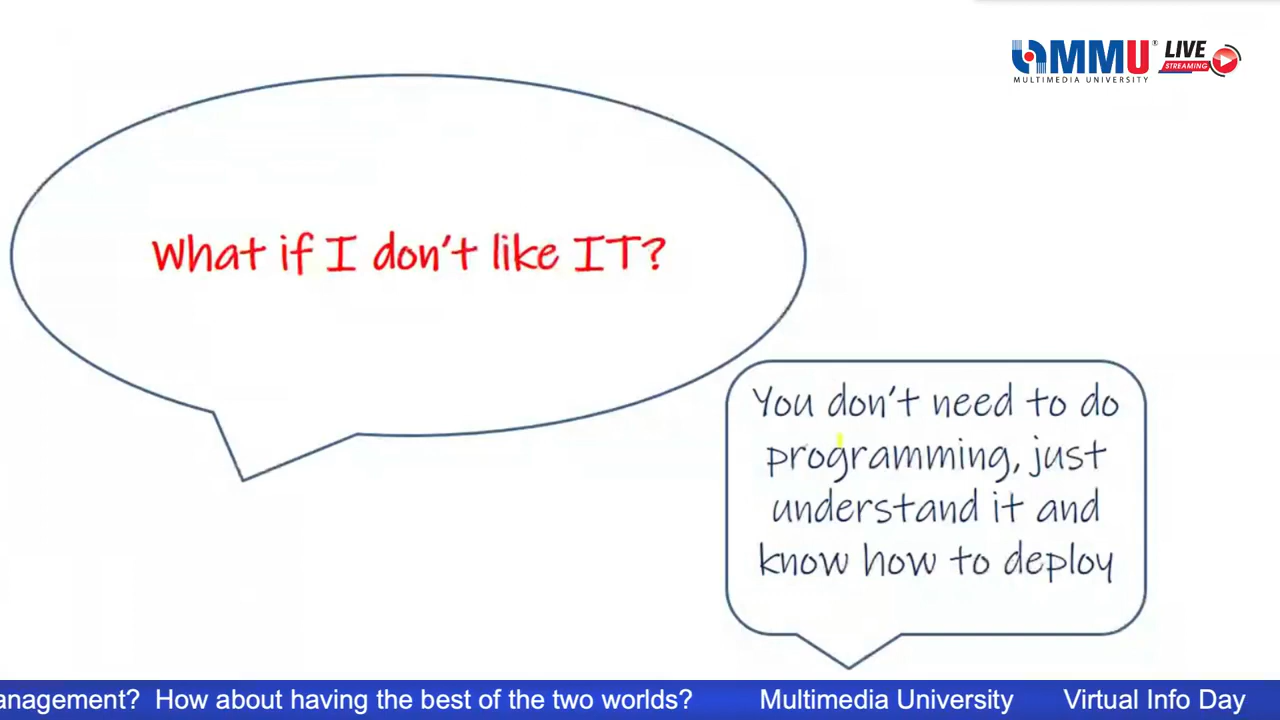 MMU LIVE
STREAMING
MULTIMEDIA UNIVERSITY
What if I don't like IT?
You don't need to do
programming, just
understand it and
know how to deploy
anagement? How about having the best of the two worlds? Multimedia University Virtual Info Day